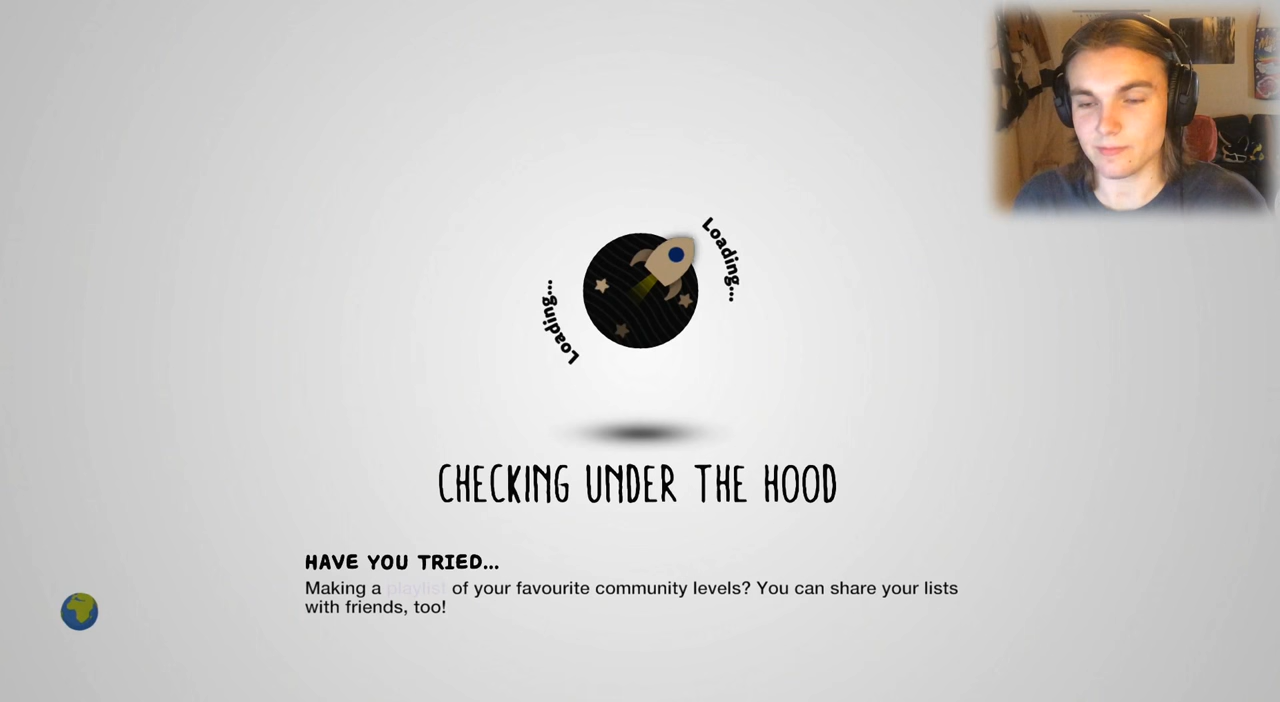 Loading...
Loading...
CHECKING UNDER THE HOOD
HAVE YOU TRIED...
Making a playlist of your favourite community levels? You can share your lists
with friends, too!